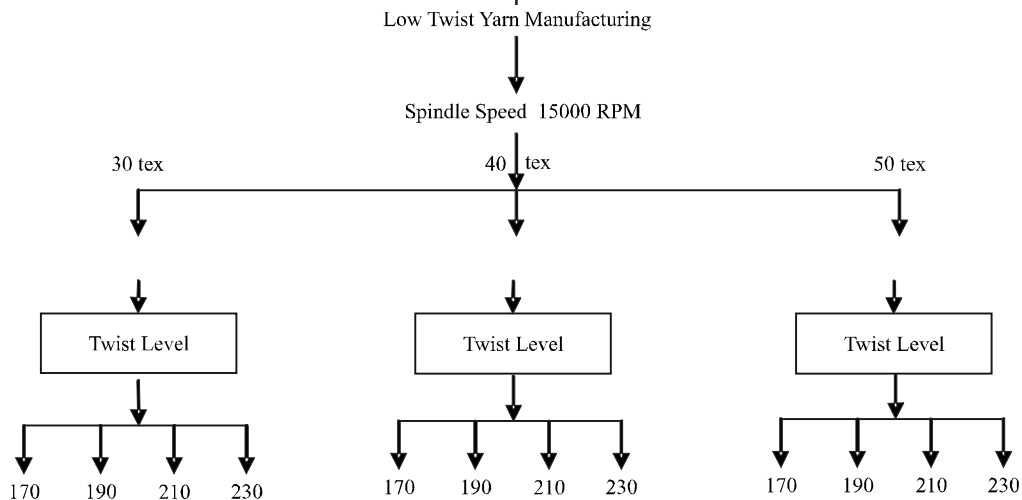 Low Twist Yarn Manufacturing
Spindle Speed 15000 RPM
30 tex 40 tex 50 tex
Twist Level Twist Level Twist Level
170 190 210 230 170 190 210 230 170 190 210 230